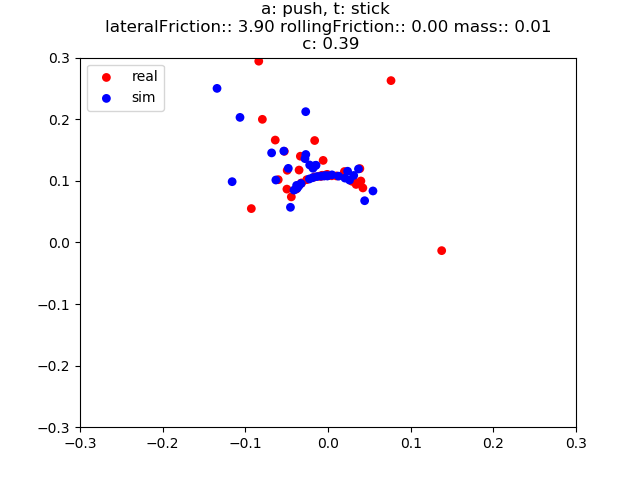 a: push, t: stick
lateralFriction:: 3.90 rollingFriction:: 0.00 mass:: 0.01
c: 0.39
real
sim
0.3
0.2
0.1
0.0
−0.1
−0.2
−0.3
−0.3
−0.2
−0.1
0.0
0.1
0.2
0.3